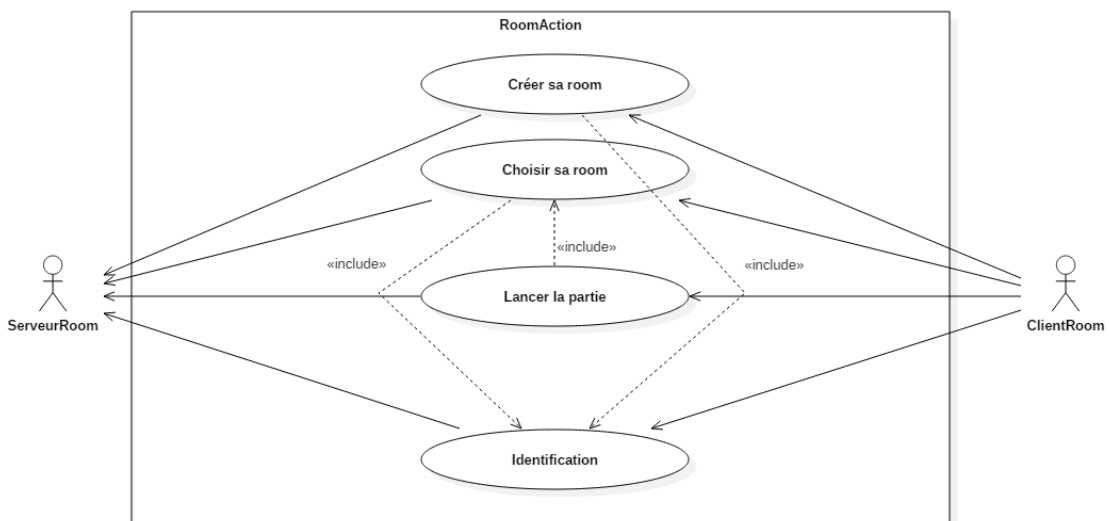 RoomAction
Créer sa room
Choisir sa room
«include»
«include»
«include»
Lancer la partie
ServeurRoom
ClientRoom
Identification